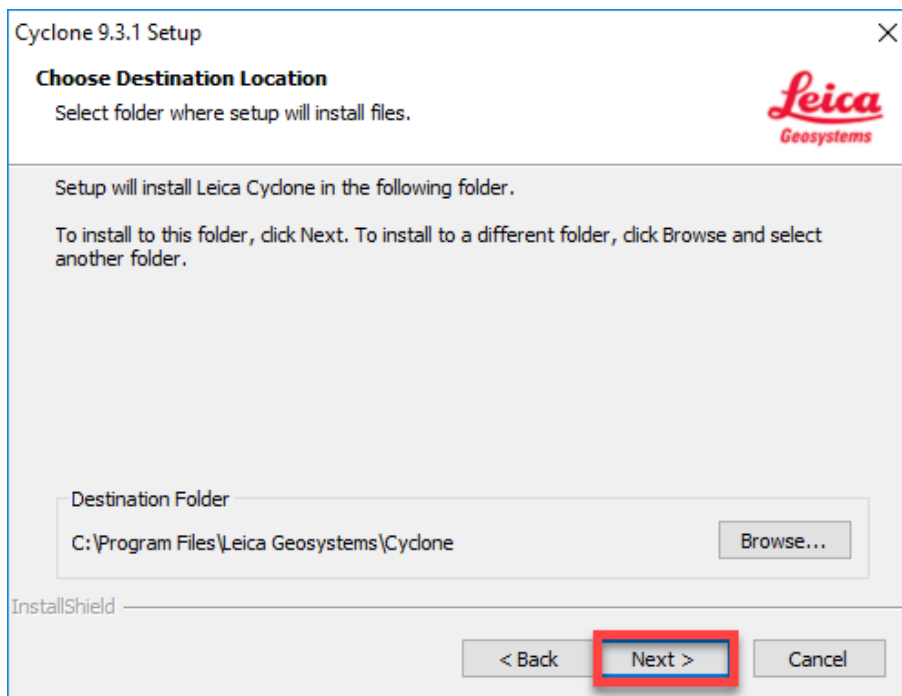 Cyclone 9.3.1 Setup
Choose Destination Location
Select folder where setup will install files.
Leica
Geosystems
Setup will install Leica Cyclone in the following folder.
To install to this folder, click Next. To install to a different folder, click Browse and select
another folder.
Destination Folder
C:\Program Files\Leica Geosystems\Cyclone
Browse...
InstallShield
< Back
Next >
Cancel